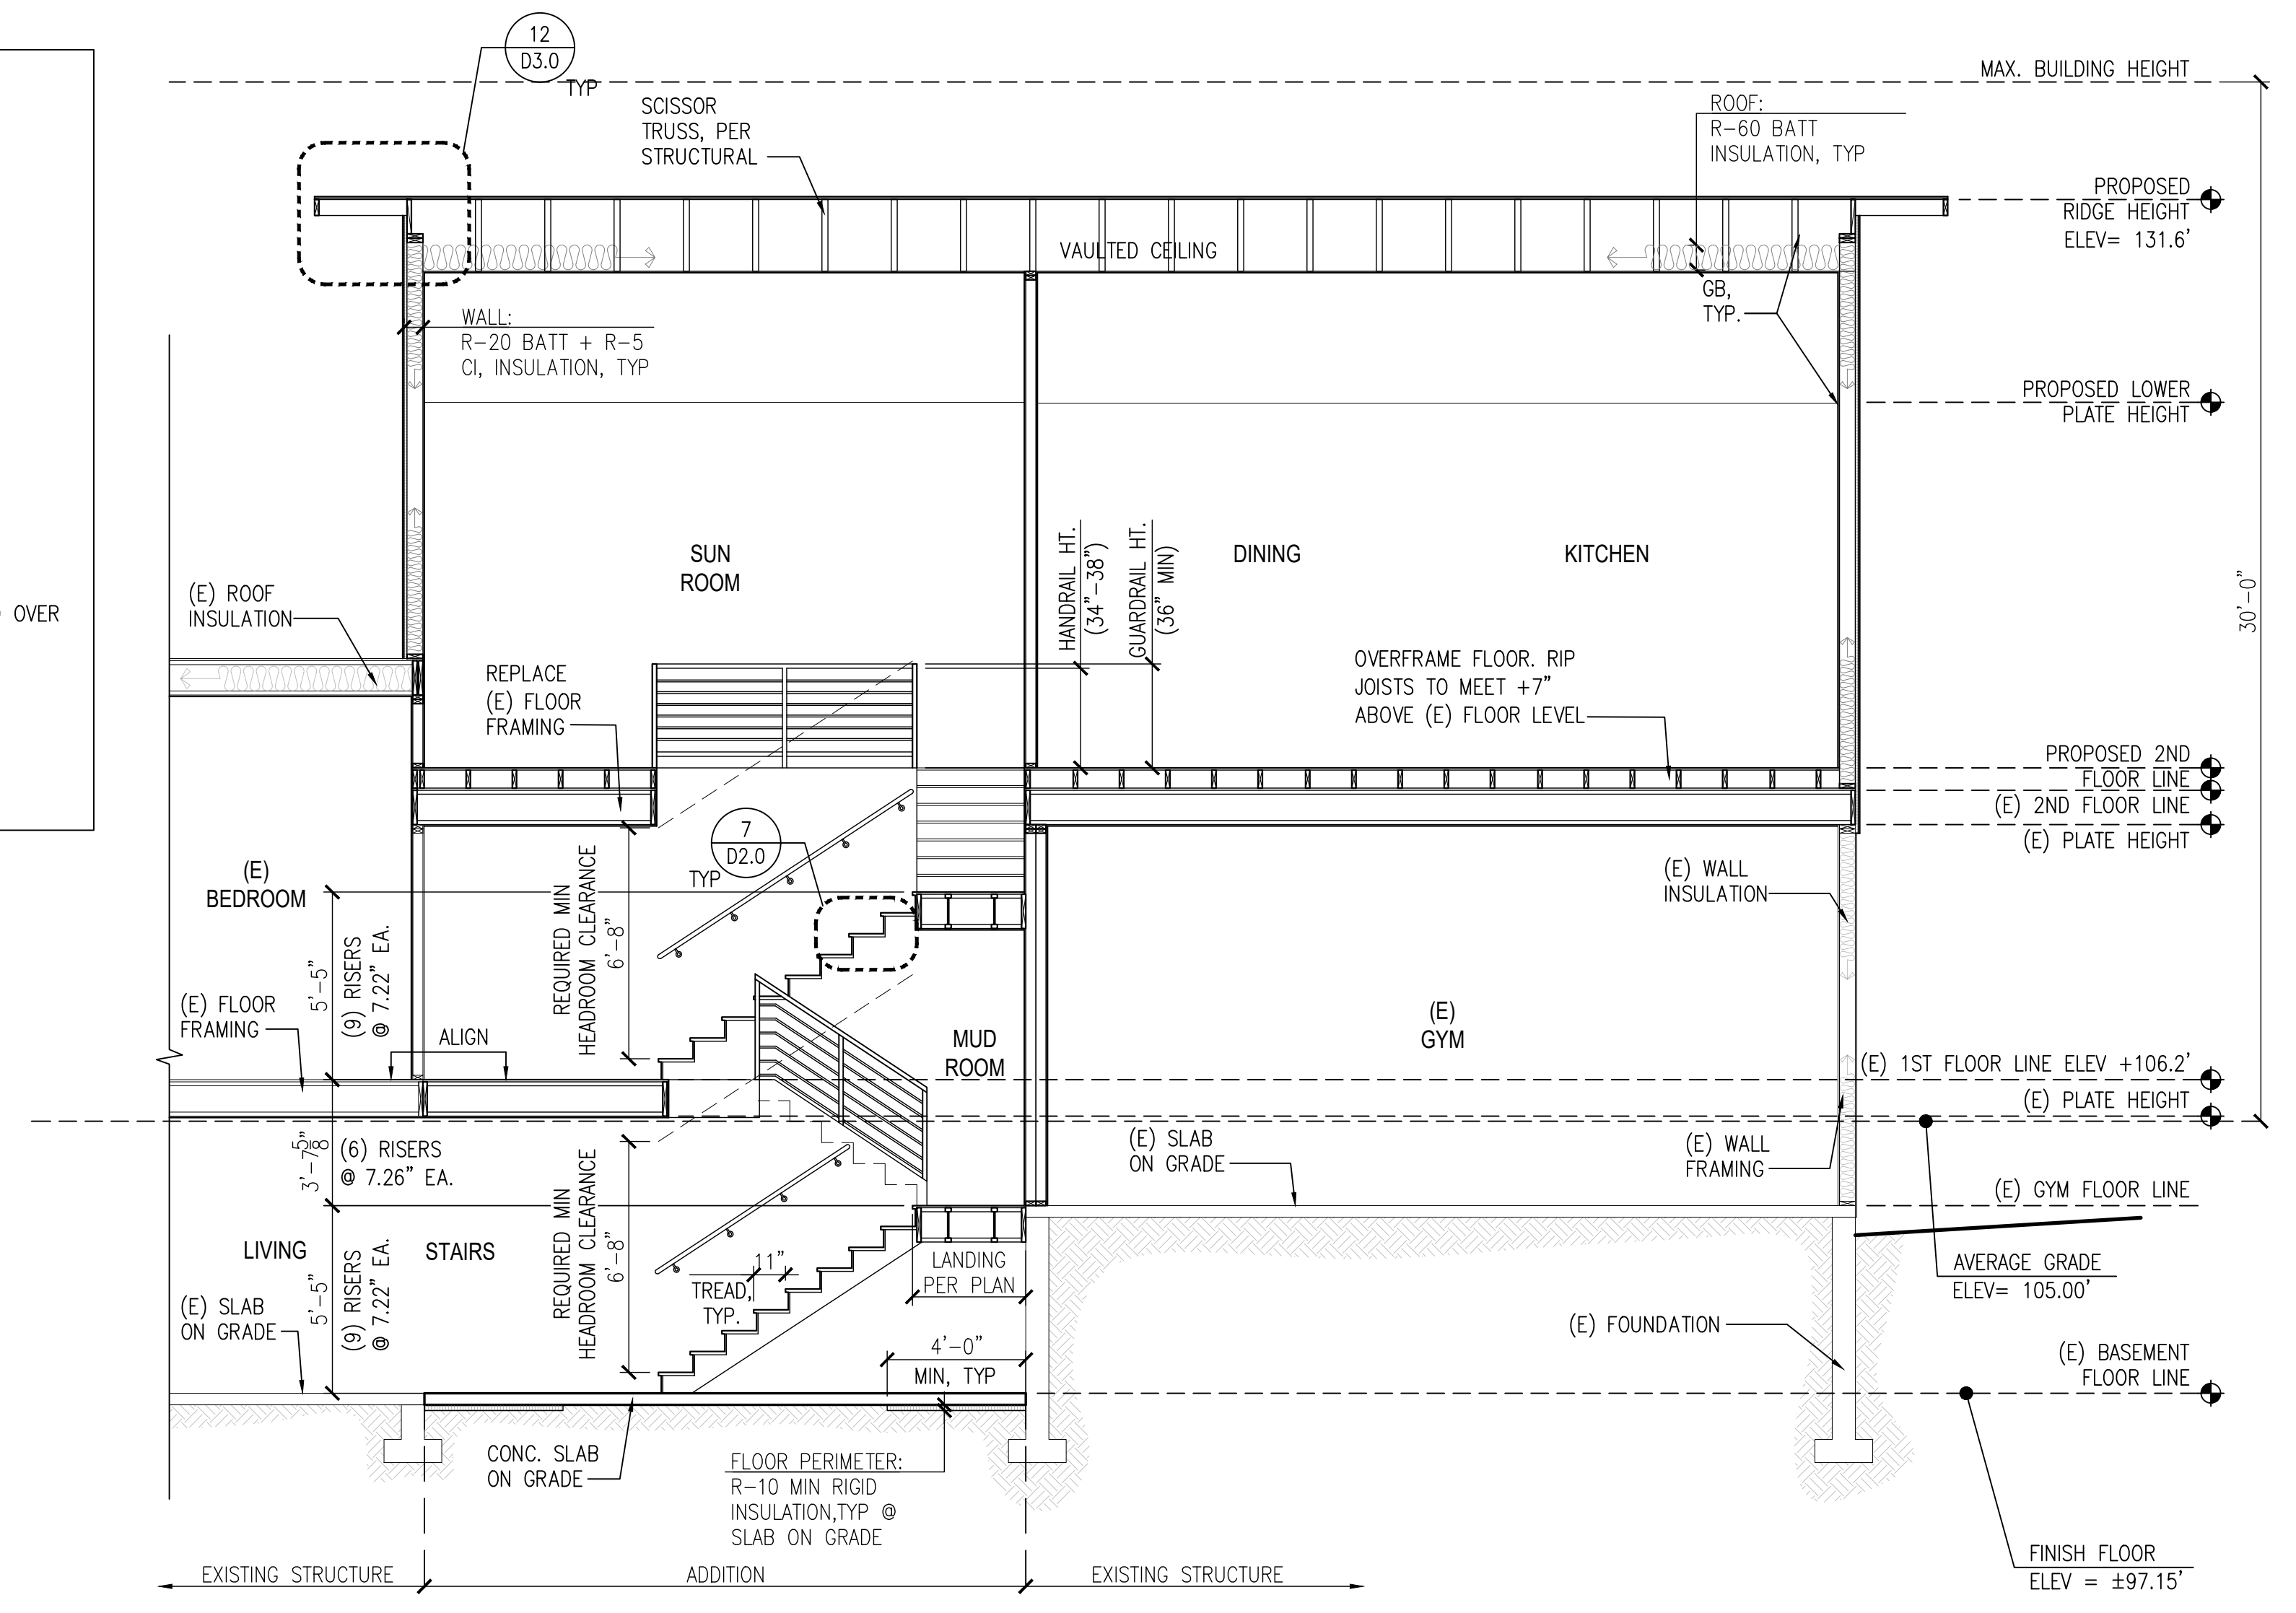 12
D3.0
TYP
MAX. BUILDING HEIGHT
SCISSOR
TRUSS, PER
STRUCTURAL
ROOF:
R-60 BATT
INSULATION, TYP
PROPOSED
RIDGE HEIGHT
ELEV= 131.6'
VAULTED CEILING
GB,
TYP.
WALL:
R-20 BATT + R-5
CI, INSULATION, TYP
PROPOSED LOWER
PLATE HEIGHT
SUN
ROOM
HANDRAIL HT.
(34"-38")
GUARDRAIL HT.
(36" MIN)
DINING
KITCHEN
30'-0"
OVER
(E) ROOF
INSULATION
REPLACE
(E) FLOOR
FRAMING
OVERFRAME FLOOR. RIP
JOISTS TO MEET +7"
ABOVE (E) FLOOR LEVEL
PROPOSED 2ND
FLOOR LINE
(E) 2ND FLOOR LINE
(E) PLATE HEIGHT
7
D2.0
TYP
(E)
BEDROOM
REQUIRED MIN
HEADROOM CLEARANCE
6'-8"
(E) WALL
INSULATION
5'-5"
(9) RISERS
@ 7.22" EA.
(E) FLOOR
FRAMING
ALIGN
MUD
ROOM
(E)
GYM
(E) 1ST FLOOR LINE ELEV +106.2'
(E) PLATE HEIGHT
3'-7 5/8"
(6) RISERS
@ 7.26" EA.
(E) SLAB
ON GRADE
(E) WALL
FRAMING
(E) GYM FLOOR LINE
LIVING
STAIRS
5'-5"
(9) RISERS
@ 7.22" EA.
REQUIRED MIN
HEADROOM CLEARANCE
6'-8"
11"
TREAD,
TYP.
LANDING
PER PLAN
AVERAGE GRADE
ELEV= 105.00'
(E) SLAB
ON GRADE
(E) FOUNDATION
4'-0"
MIN, TYP
(E) BASEMENT
FLOOR LINE
CONC. SLAB
ON GRADE
FLOOR PERIMETER:
R-10 MIN RIGID
INSULATION,TYP @
SLAB ON GRADE
FINISH FLOOR
ELEV = ±97.15'
EXISTING STRUCTURE
ADDITION
EXISTING STRUCTURE